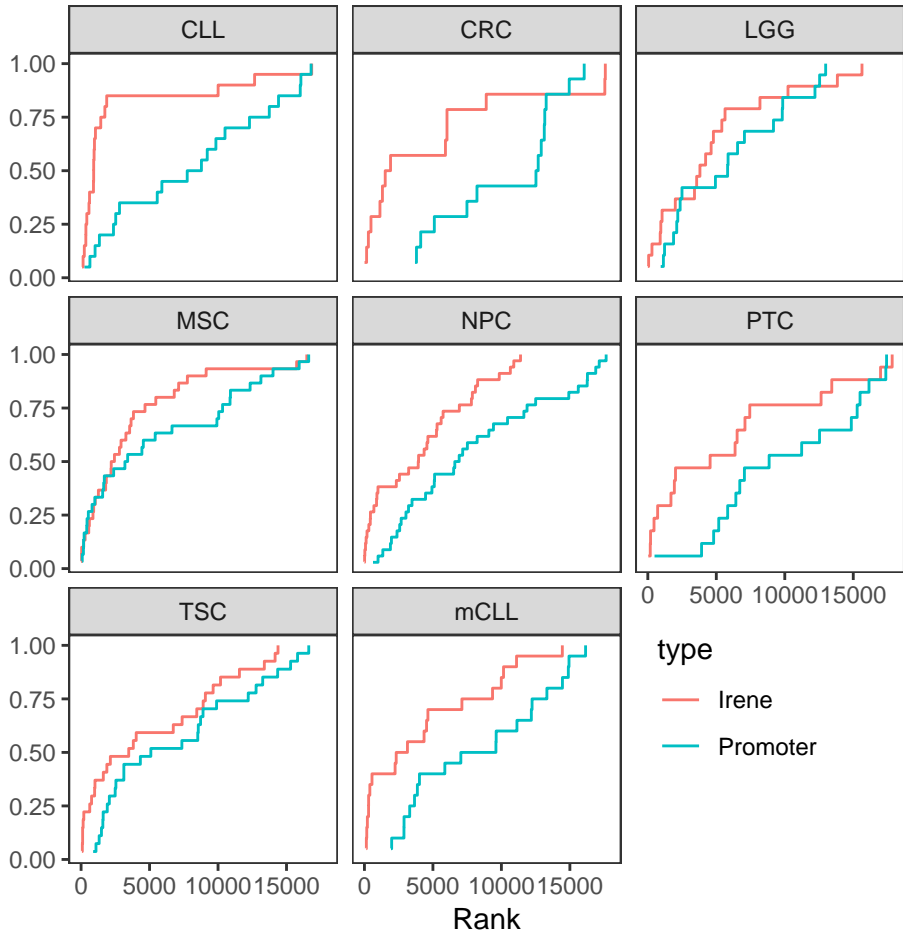 CLL CRC LGG
1.00
0.75
0.50
0.25
0.00
MSC NPC PTC
1.00
0.75
0.50
0.25
0.00
0 5000 10000 15000
TSC mCLL
type
Irene
Promoter
1.00
0.75
0.50
0.25
0.00
0 5000 10000 15000 0 5000 10000 15000
Rank